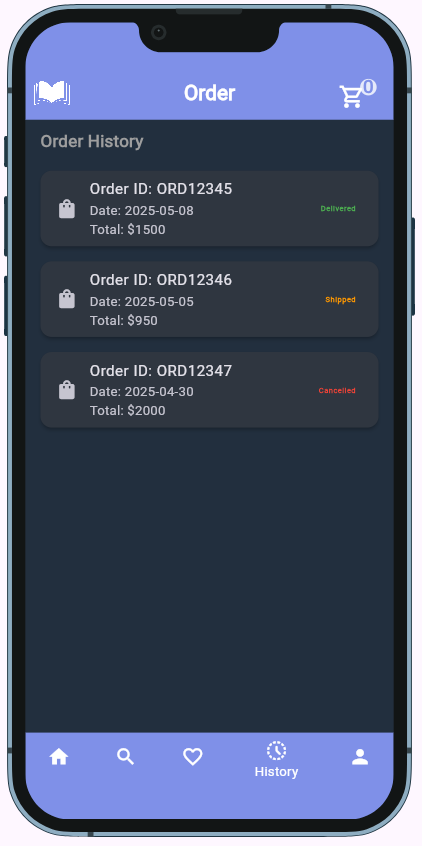 Order
0
Order History
Order ID: ORD12345
Date: 2025-05-08
Total: $1500
Delivered
Order ID: ORD12346
Date: 2025-05-05
Total: $950
Shipped
Order ID: ORD12347
Date: 2025-04-30
Total: $2000
Cancelled
History